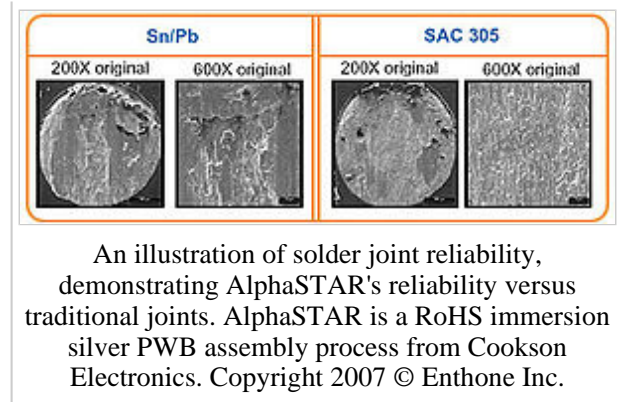 Sn/Pb SAC 305
200X original 600X original 200X original 600X original
An illustration of solder joint reliability,
demonstrating AlphaSTAR's reliability versus
traditional joints. AlphaSTAR is a RoHS immersion
silver PWB assembly process from Cookson
Electronics. Copyright 2007 © Enthone Inc.